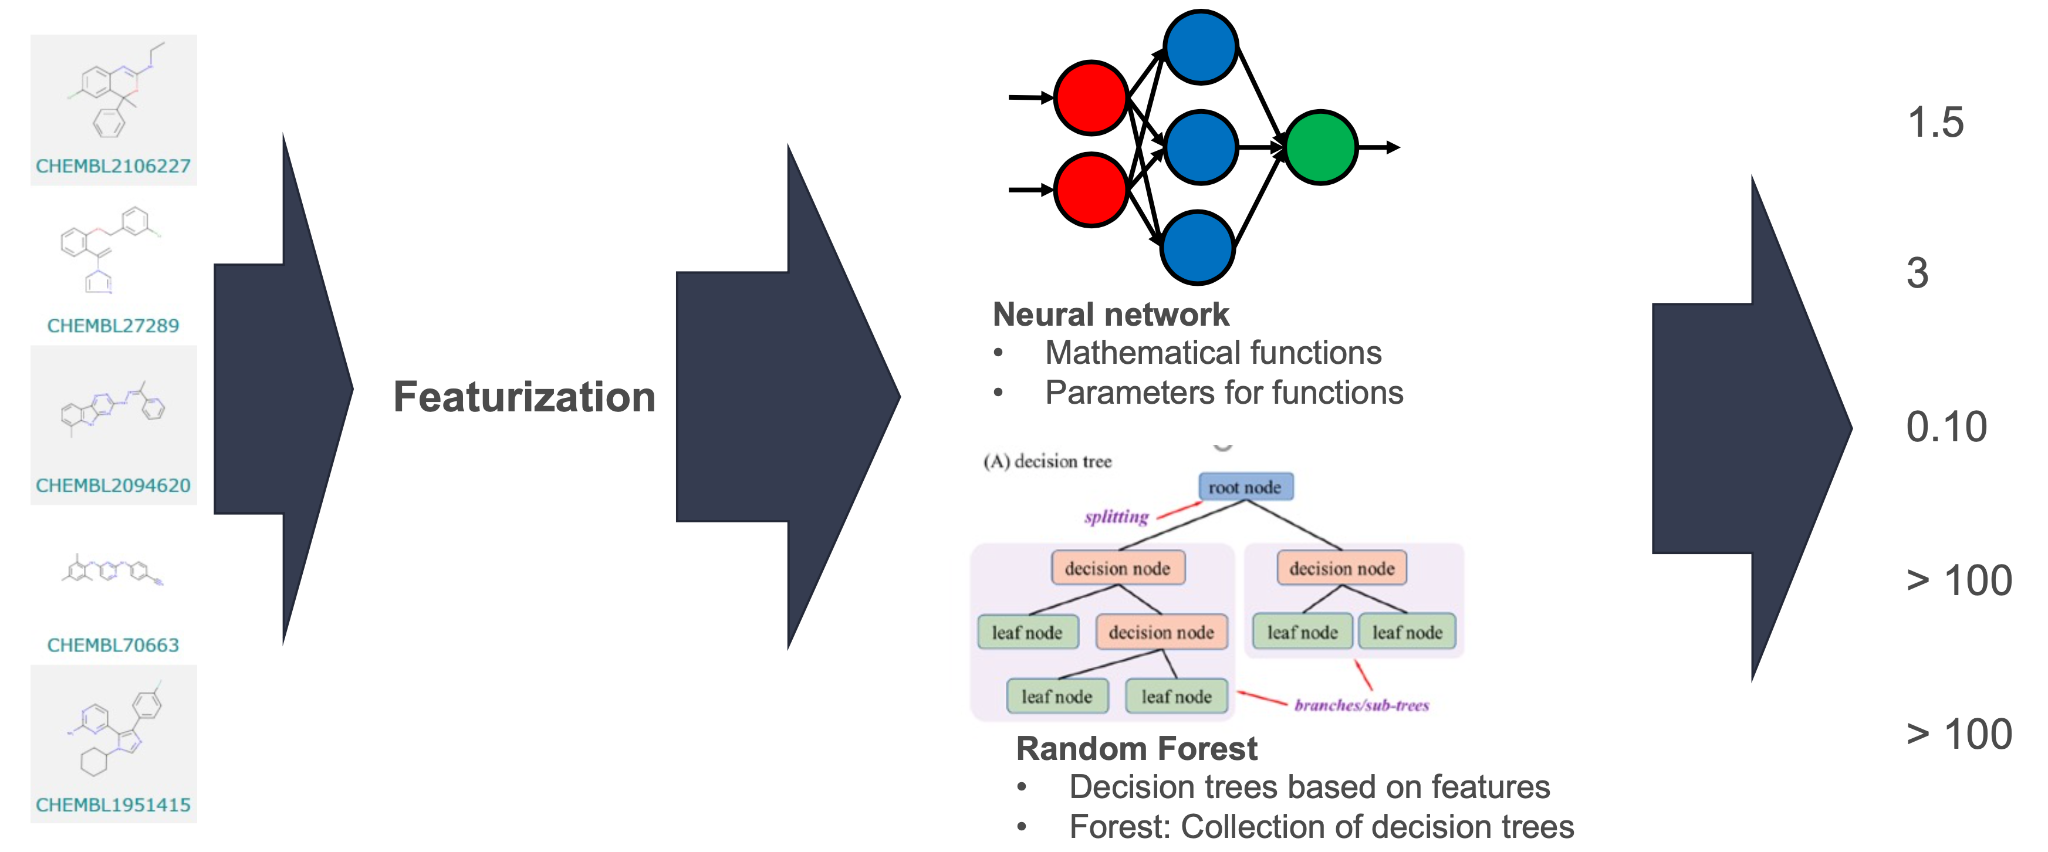 CHEMBL2106227
CHEMBL27289
CHEMBL2094620
CHEMBL70663
CHEMBL1951415
Featurization
Neural network
• Mathematical functions
• Parameters for functions
(A) decision tree
root node
splitting
decision node
decision node
leaf node
decision node
leaf node
leaf node
leaf node
leaf node
branches/sub-trees
Random Forest
• Decision trees based on features
• Forest: Collection of decision trees
1.5
3
0.10
> 100
> 100